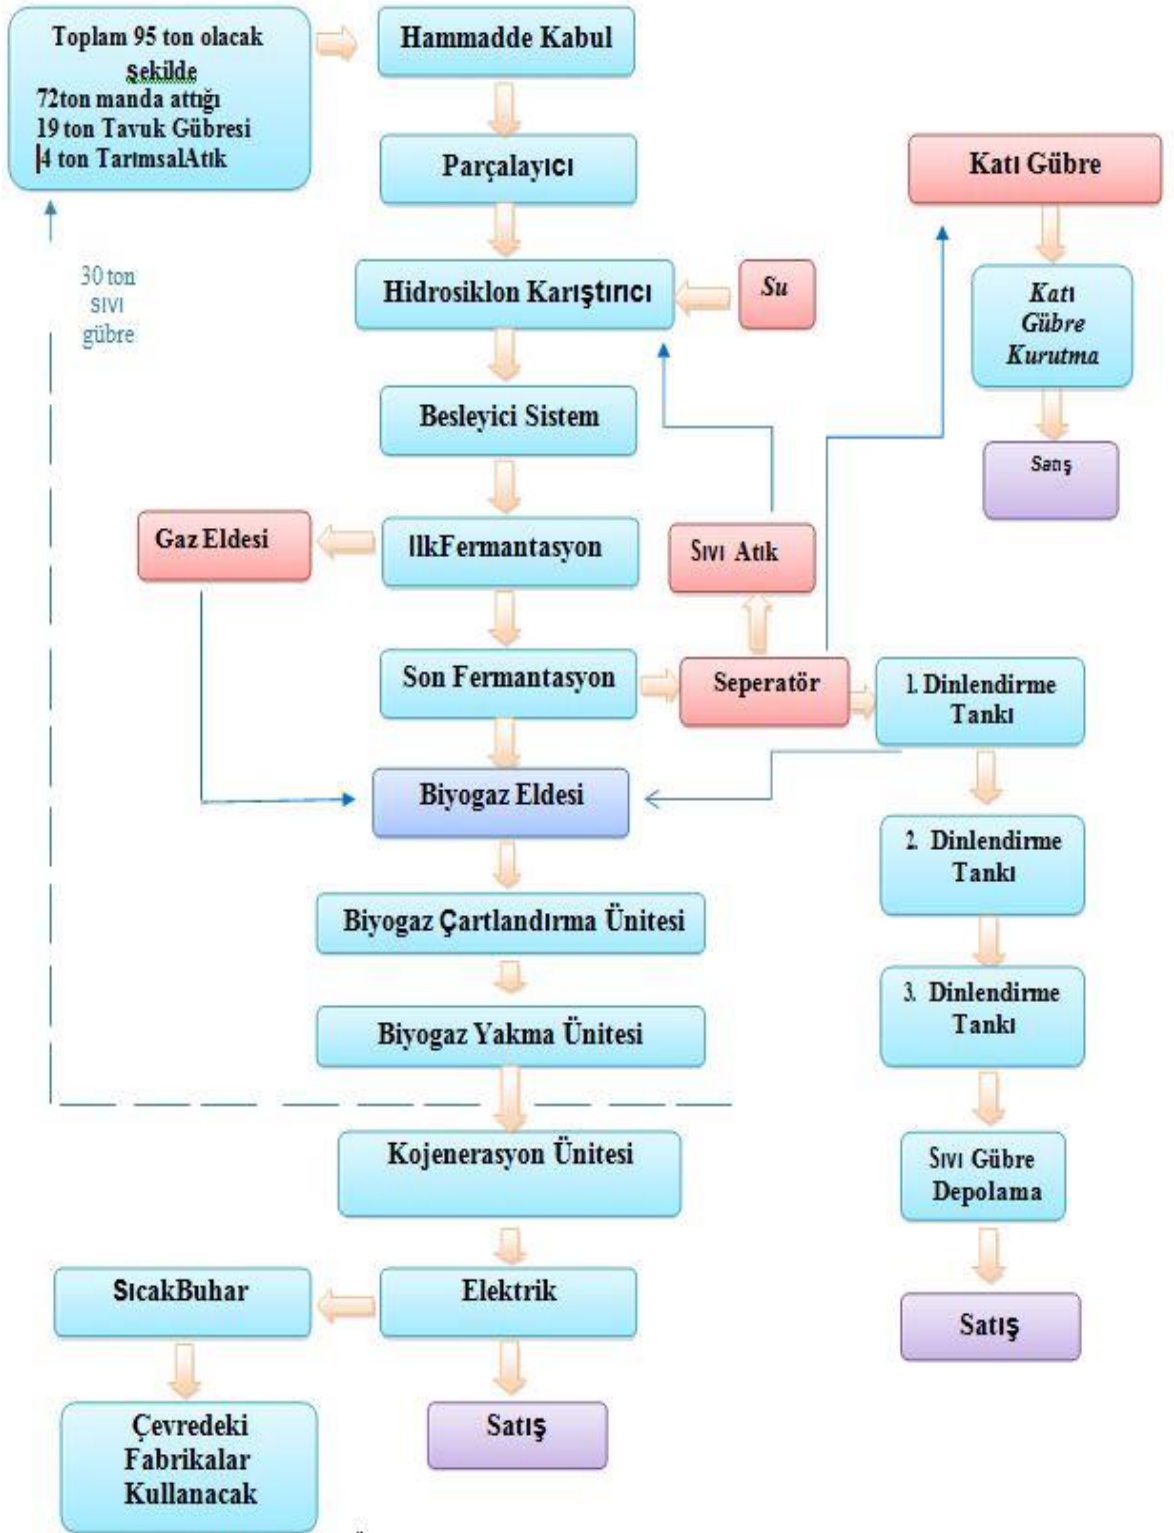 Toplam 95 ton olacak
şekilde
72ton manda attığı
19 ton Tavuk Gübresi
4 ton TarımsalAtık
Hammadde Kabul
Parçalayıcı
Katı Gübre
30 ton
sıvı
gübre
Hidrosiklon Karıştırıcı
Su
Katı
Gübre
Kurutma
Besleyici Sistem
Satış
Gaz Eldesi
IlkFermantasyon
Sıvı Atık
Son Fermantasyon
Seperatör
1. Dinlendirme
Tankı
Biyogaz Eldesi
2. Dinlendirme
Tankı
Biyogaz Çartlandırma Ünitesi
3. Dinlendirme
Tankı
Biyogaz Yakma Ünitesi
Kojenerasyon Ünitesi
Sıvı Gübre
Depolama
SıcakBuhar
Elektrik
Satış
Çevredeki
Fabrikalar
Kullanacak
Satış